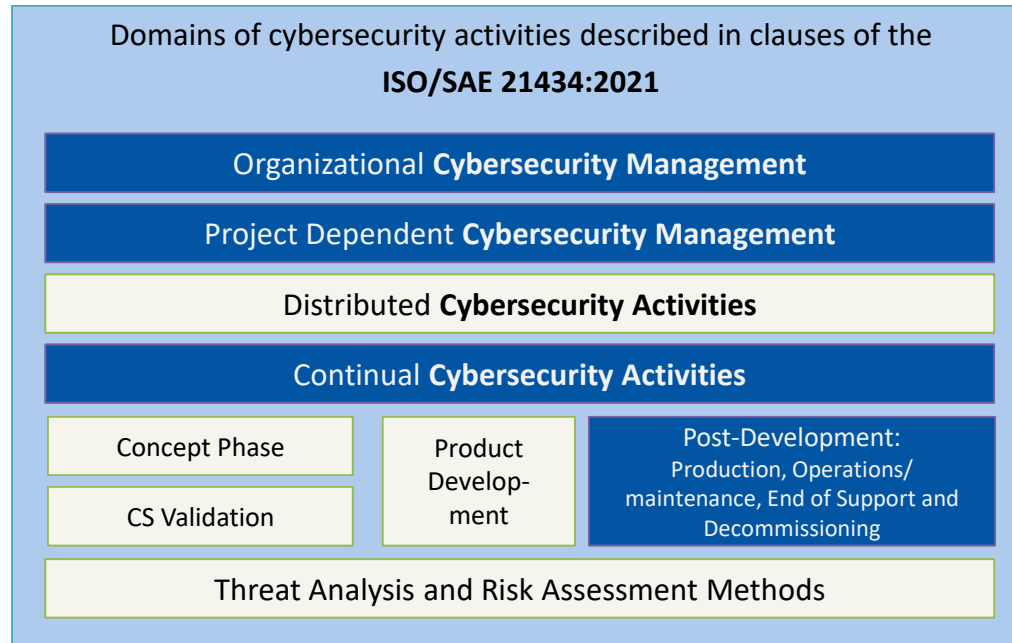 Domains of cybersecurity activities described in clauses of the
ISO/SAE 21434:2021
Organizational Cybersecurity Management
Project Dependent Cybersecurity Management
Distributed Cybersecurity Activities
Continual Cybersecurity Activities
Concept Phase
CS Validation
Product
Develop-
ment
Post-Development:
Production, Operations/
maintenance, End of Support and
Decommissioning
Threat Analysis and Risk Assessment Methods